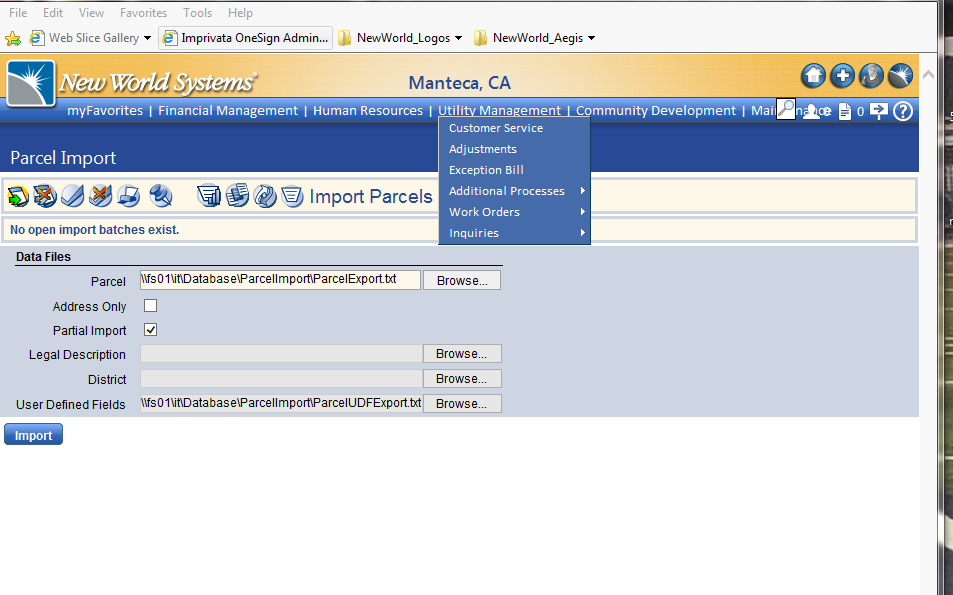 File Edit View Favorites Tools Help
Web Slice Gallery Imprivata OneSign Admin... NewWorld_Logos NewWorld_Aegis
New World Systems
Manteca, CA
myFavorites | Financial Management | Human Resources | Utility Management | Community Development | 0 ?
Customer Service
Parcel Import
Adjustments
Exception Bill
Additional Processes
Work Orders
Inquiries
Import Parcels
No open import batches exist.
Data Files
Parcel \\fs01\it\Database\ParcelImport\ParcelExport.txt Browse...
Address Only
Partial Import
Legal Description Browse...
District Browse...
User Defined Fields \\fs01\it\Database\ParcelImport\ParcelUDFExport.txt Browse...
Import